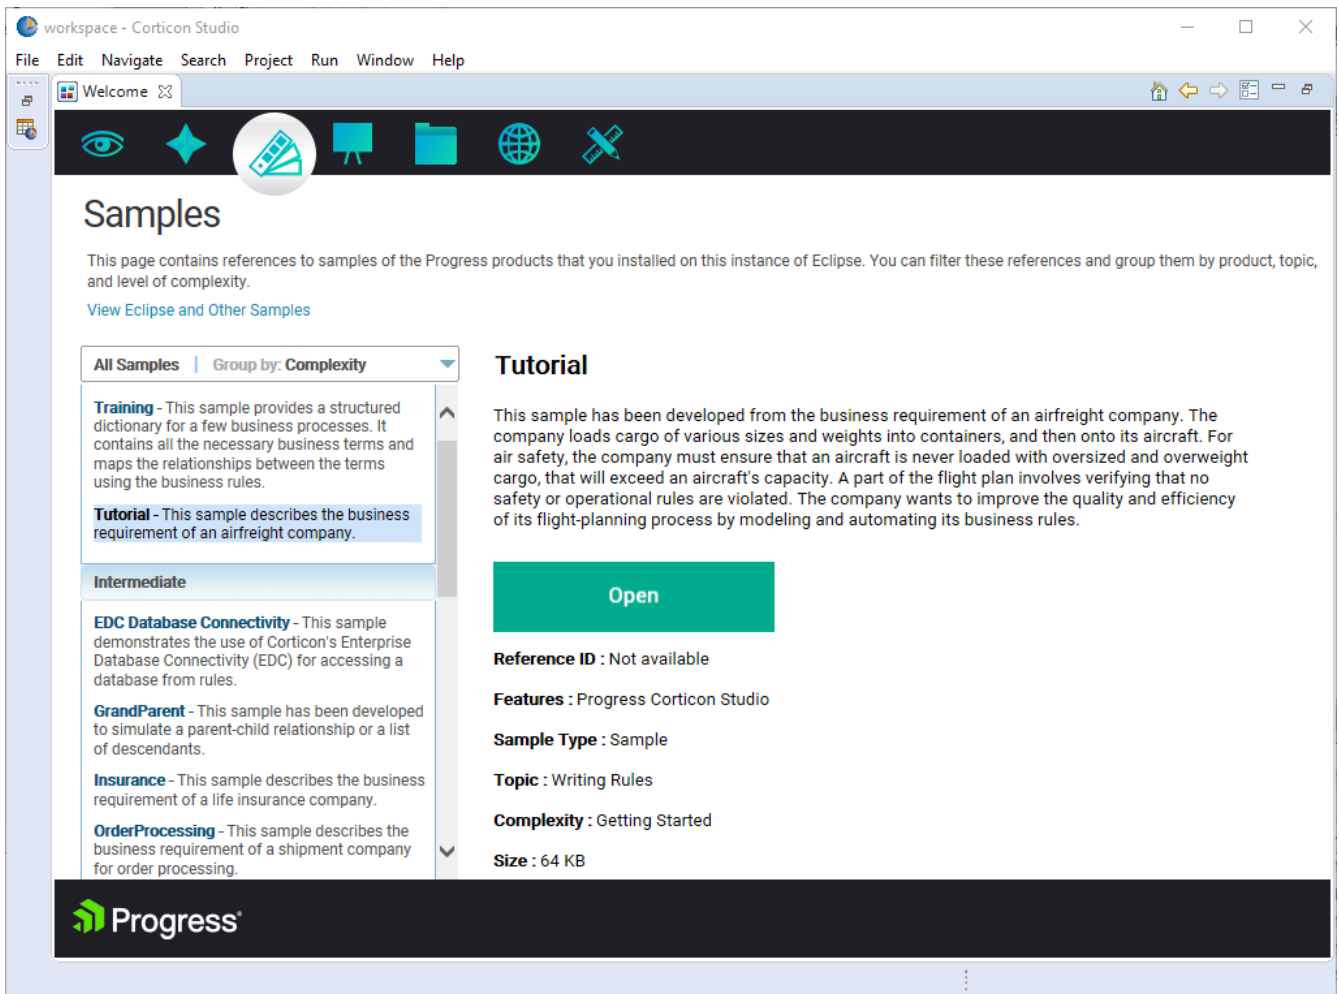 workspace - Corticon Studio
File Edit Navigate Search Project Run Window Help
Welcome
Samples
This page contains references to samples of the Progress products that you installed on this instance of Eclipse. You can filter these references and group them by product, topic,
and level of complexity.
View Eclipse and Other Samples
All Samples | Group by: Complexity
Training - This sample provides a structured
dictionary for a few business processes. It
contains all the necessary business terms and
maps the relationships between the terms
using the business rules.
Tutorial - This sample describes the business
requirement of an airfreight company.
Intermediate
EDC Database Connectivity - This sample
demonstrates the use of Corticon's Enterprise
Database Connectivity (EDC) for accessing a
database from rules.
GrandParent - This sample has been developed
to simulate a parent-child relationship or a list
of descendants.
Insurance - This sample describes the business
requirement of a life insurance company.
OrderProcessing - This sample describes the
business requirement of a shipment company
for order processing.
Tutorial
This sample has been developed from the business requirement of an airfreight company. The
company loads cargo of various sizes and weights into containers, and then onto its aircraft. For
air safety, the company must ensure that an aircraft is never loaded with oversized and overweight
cargo, that will exceed an aircraft's capacity. A part of the flight plan involves verifying that no
safety or operational rules are violated. The company wants to improve the quality and efficiency
of its flight-planning process by modeling and automating its business rules.
Open
Reference ID : Not available
Features : Progress Corticon Studio
Sample Type : Sample
Topic : Writing Rules
Complexity : Getting Started
Size : 64 KB
Progress®